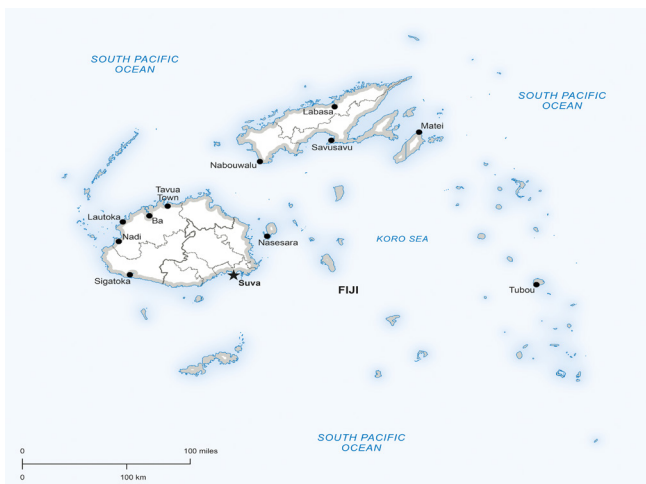 SOUTH PACIFIC
OCEAN
SOUTH PACIFIC
OCEAN
Labasa
Matei
Savusavu
Nabouwalu
Tavua
Town
Lautoka
Ba
Nadi
Nasesara
KORO SEA
Sigatoka
Suva
FIJI
Tubou
SOUTH PACIFIC
OCEAN
0
100 miles
0
100 km